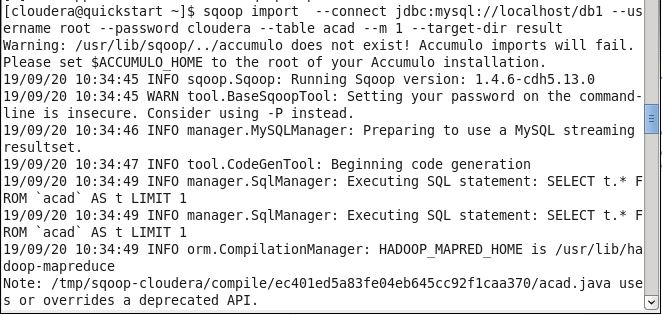 [cloudera@quickstart ~]$ sqoop import  --connect jdbc:mysql://localhost/db1 --us
ername root --password cloudera --table acad --m 1 --target-dir result
Warning: /usr/lib/sqoop/../accumulo does not exist! Accumulo imports will fail.
Please set $ACCUMULO_HOME to the root of your Accumulo installation.
19/09/20 10:34:45 INFO sqoop.Sqoop: Running Sqoop version: 1.4.6-cdh5.13.0
19/09/20 10:34:45 WARN tool.BaseSqoopTool: Setting your password on the command-
line is insecure. Consider using -P instead.
19/09/20 10:34:46 INFO manager.MySQLManager: Preparing to use a MySQL streaming
resultset.
19/09/20 10:34:47 INFO tool.CodeGenTool: Beginning code generation
19/09/20 10:34:49 INFO manager.SqlManager: Executing SQL statement: SELECT t.* F
ROM `acad` AS t LIMIT 1
19/09/20 10:34:49 INFO manager.SqlManager: Executing SQL statement: SELECT t.* F
ROM `acad` AS t LIMIT 1
19/09/20 10:34:49 INFO orm.CompilationManager: HADOOP_MAPRED_HOME is /usr/lib/ha
doop-mapreduce
Note: /tmp/sqoop-cloudera/compile/ec401ed5a83fe04eb645cc92f1caa370/acad.java use
s or overrides a deprecated API.